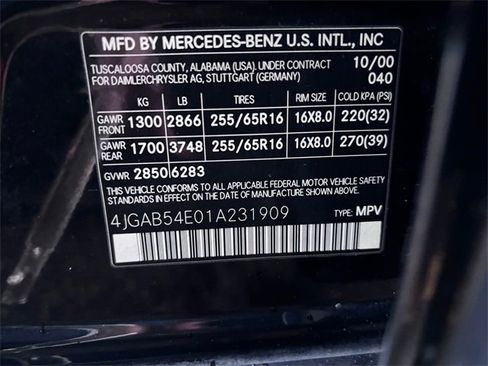 MFD BY MERCEDES-BENZ U.S. INTL., INC
TUSCALOOSA COUNTY, ALABAMA (USA). UNDER CONTRACT 10/00
FOR DAIMLERCHRYSLER AG, STUTTGART (GERMANY) 040
KG LB TIRES RIM SIZE COLD KPA (PSI)
GAWR FRONT 1300 2866 255/65R16 16X8.0 220(32)
GAWR REAR 1700 3748 255/65R16 16X8.0 270(39)
GVWR 2850 6283
THIS VEHICLE CONFORMS TO ALL APPLICABLE FEDERAL MOTOR VEHICLE SAFETY
STANDARDS IN EFFECT ON THE DATE OF MANUFACTURE SHOWN ABOVE.
4JGAB54E01A231909 TYPE: MPV